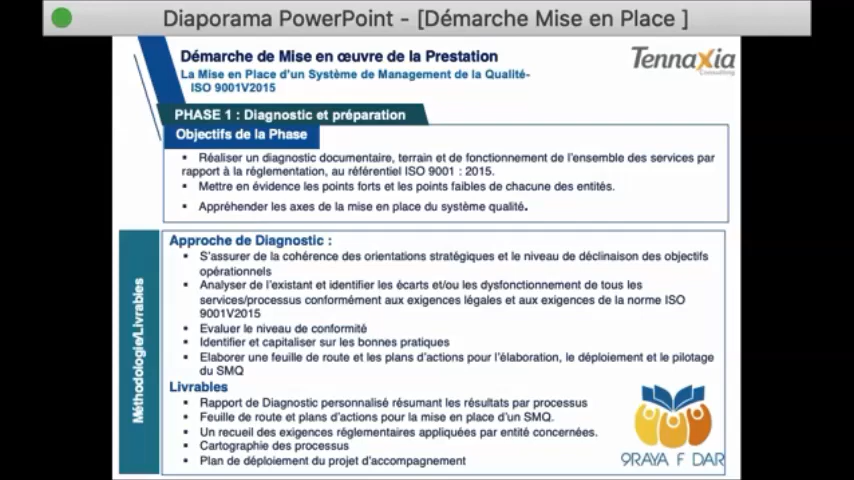 Diaporama PowerPoint - [Démarche Mise en Place ]
Démarche de Mise en œuvre de la Prestation
Tennaxia
Consulting
La Mise en Place d'un Système de Management de la Qualité-
ISO 9001V2015
PHASE 1 : Diagnostic et préparation
Objectifs de la Phase
▪ Réaliser un diagnostic documentaire, terrain et de fonctionnement de l'ensemble des services par
rapport à la réglementation, au référentiel ISO 9001 : 2015.
▪ Mettre en évidence les points forts et les points faibles de chacune des entités.
▪ Appréhender les axes de la mise en place du système qualité.
Méthodologie/Livrables
Approche de Diagnostic :
▪ S'assurer de la cohérence des orientations stratégiques et le niveau de déclinaison des objectifs
opérationnels
▪ Analyser de l'existant et identifier les écarts et/ou les dysfonctionnement de tous les
services/processus conformément aux exigences légales et aux exigences de la norme ISO
9001V2015
▪ Evaluer le niveau de conformité
▪ Identifier et capitaliser sur les bonnes pratiques
▪ Elaborer une feuille de route et les plans d'actions pour l'élaboration, le déploiement et le pilotage
du SMQ
Livrables
▪ Rapport de Diagnostic personnalisé résumant les résultats par processus
▪ Feuille de route et plans d'actions pour la mise en place d'un SMQ.
▪ Un recueil des exigences réglementaires appliquées par entité concernées.
▪ Cartographie des processus
▪ Plan de déploiement du projet d'accompagnement
9RAYA F DAR